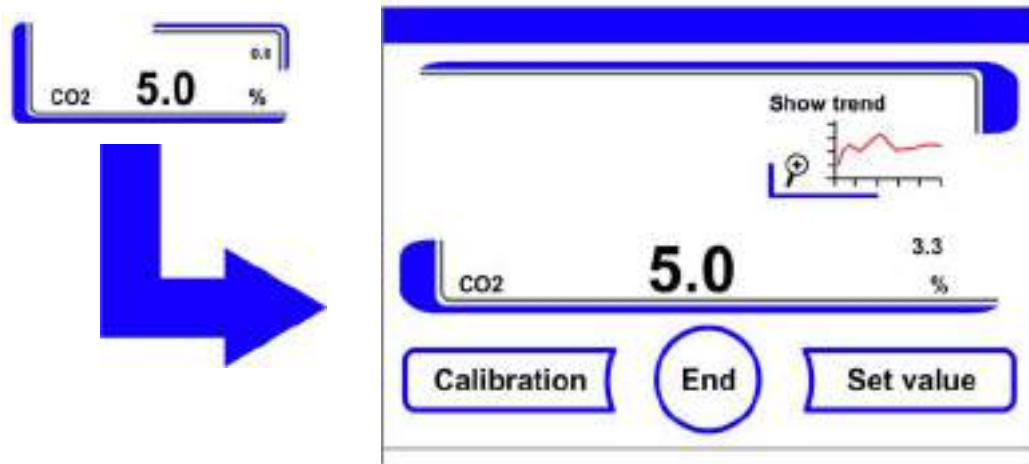 0.0
CO2 5.0 %
Show trend
3.3
CO2 5.0 %
Calibration End Set value